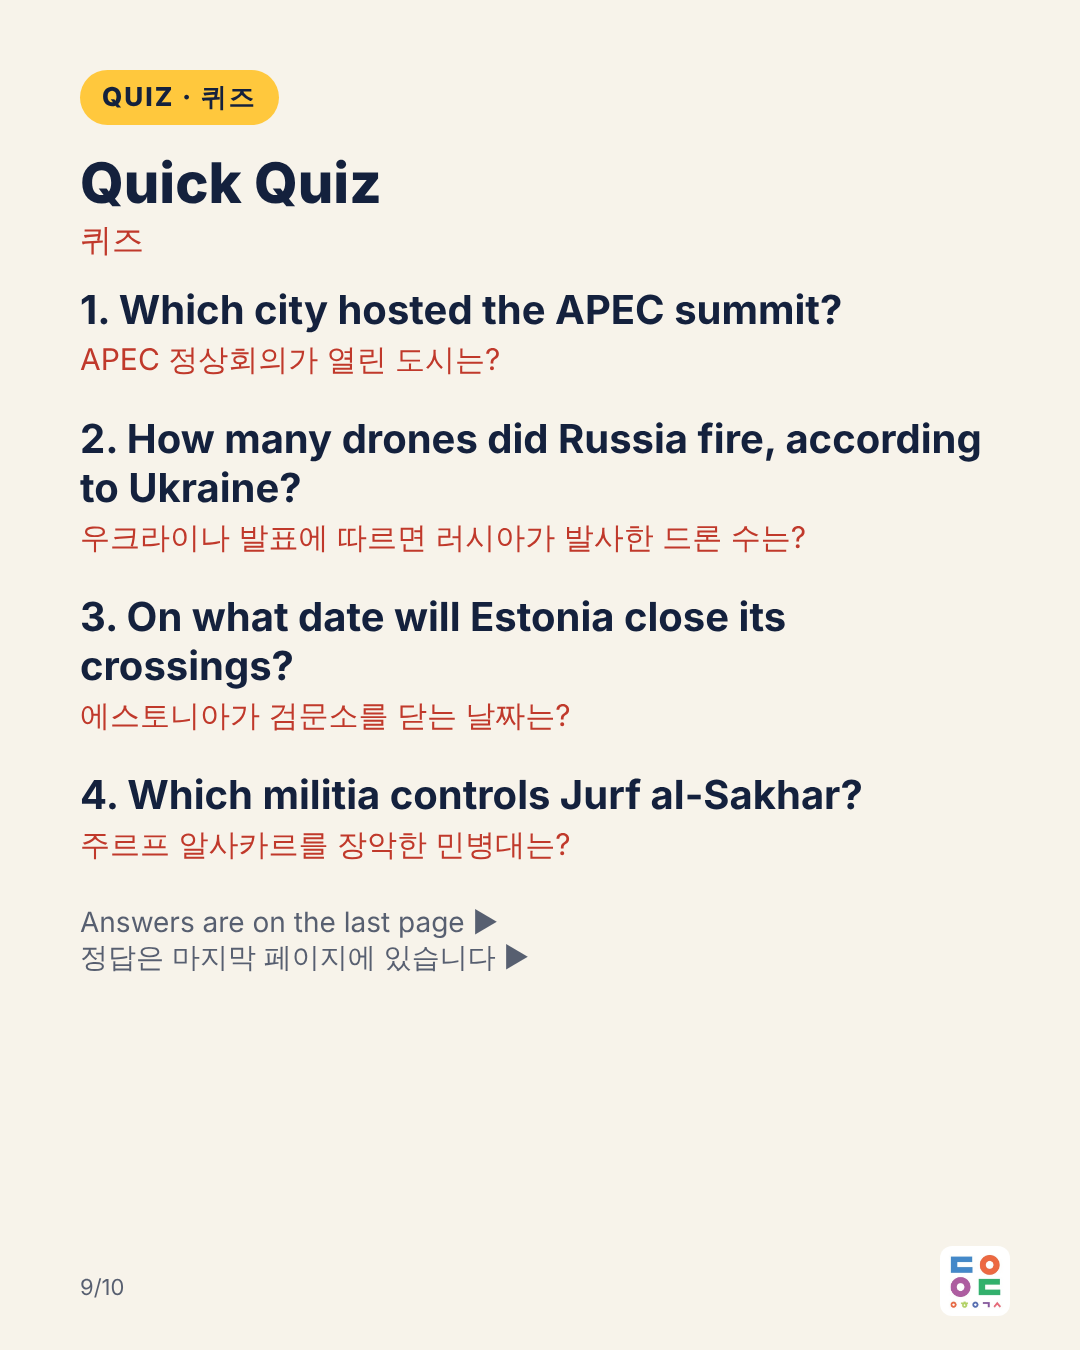 QUIZ · 퀴즈
Quick Quiz
퀴즈
1. Which city hosted the APEC summit?
APEC 정상회의가 열린 도시는?
2. How many drones did Russia fire, according
to Ukraine?
우크라이나 발표에 따르면 러시아가 발사한 드론 수는?
3. On what date will Estonia close its
crossings?
에스토니아가 검문소를 닫는 날짜는?
4. Which militia controls Jurf al-Sakhar?
주르프 알사카르를 장악한 민병대는?
Answers are on the last page ▶
정답은 마지막 페이지에 있습니다 ▶
9/10